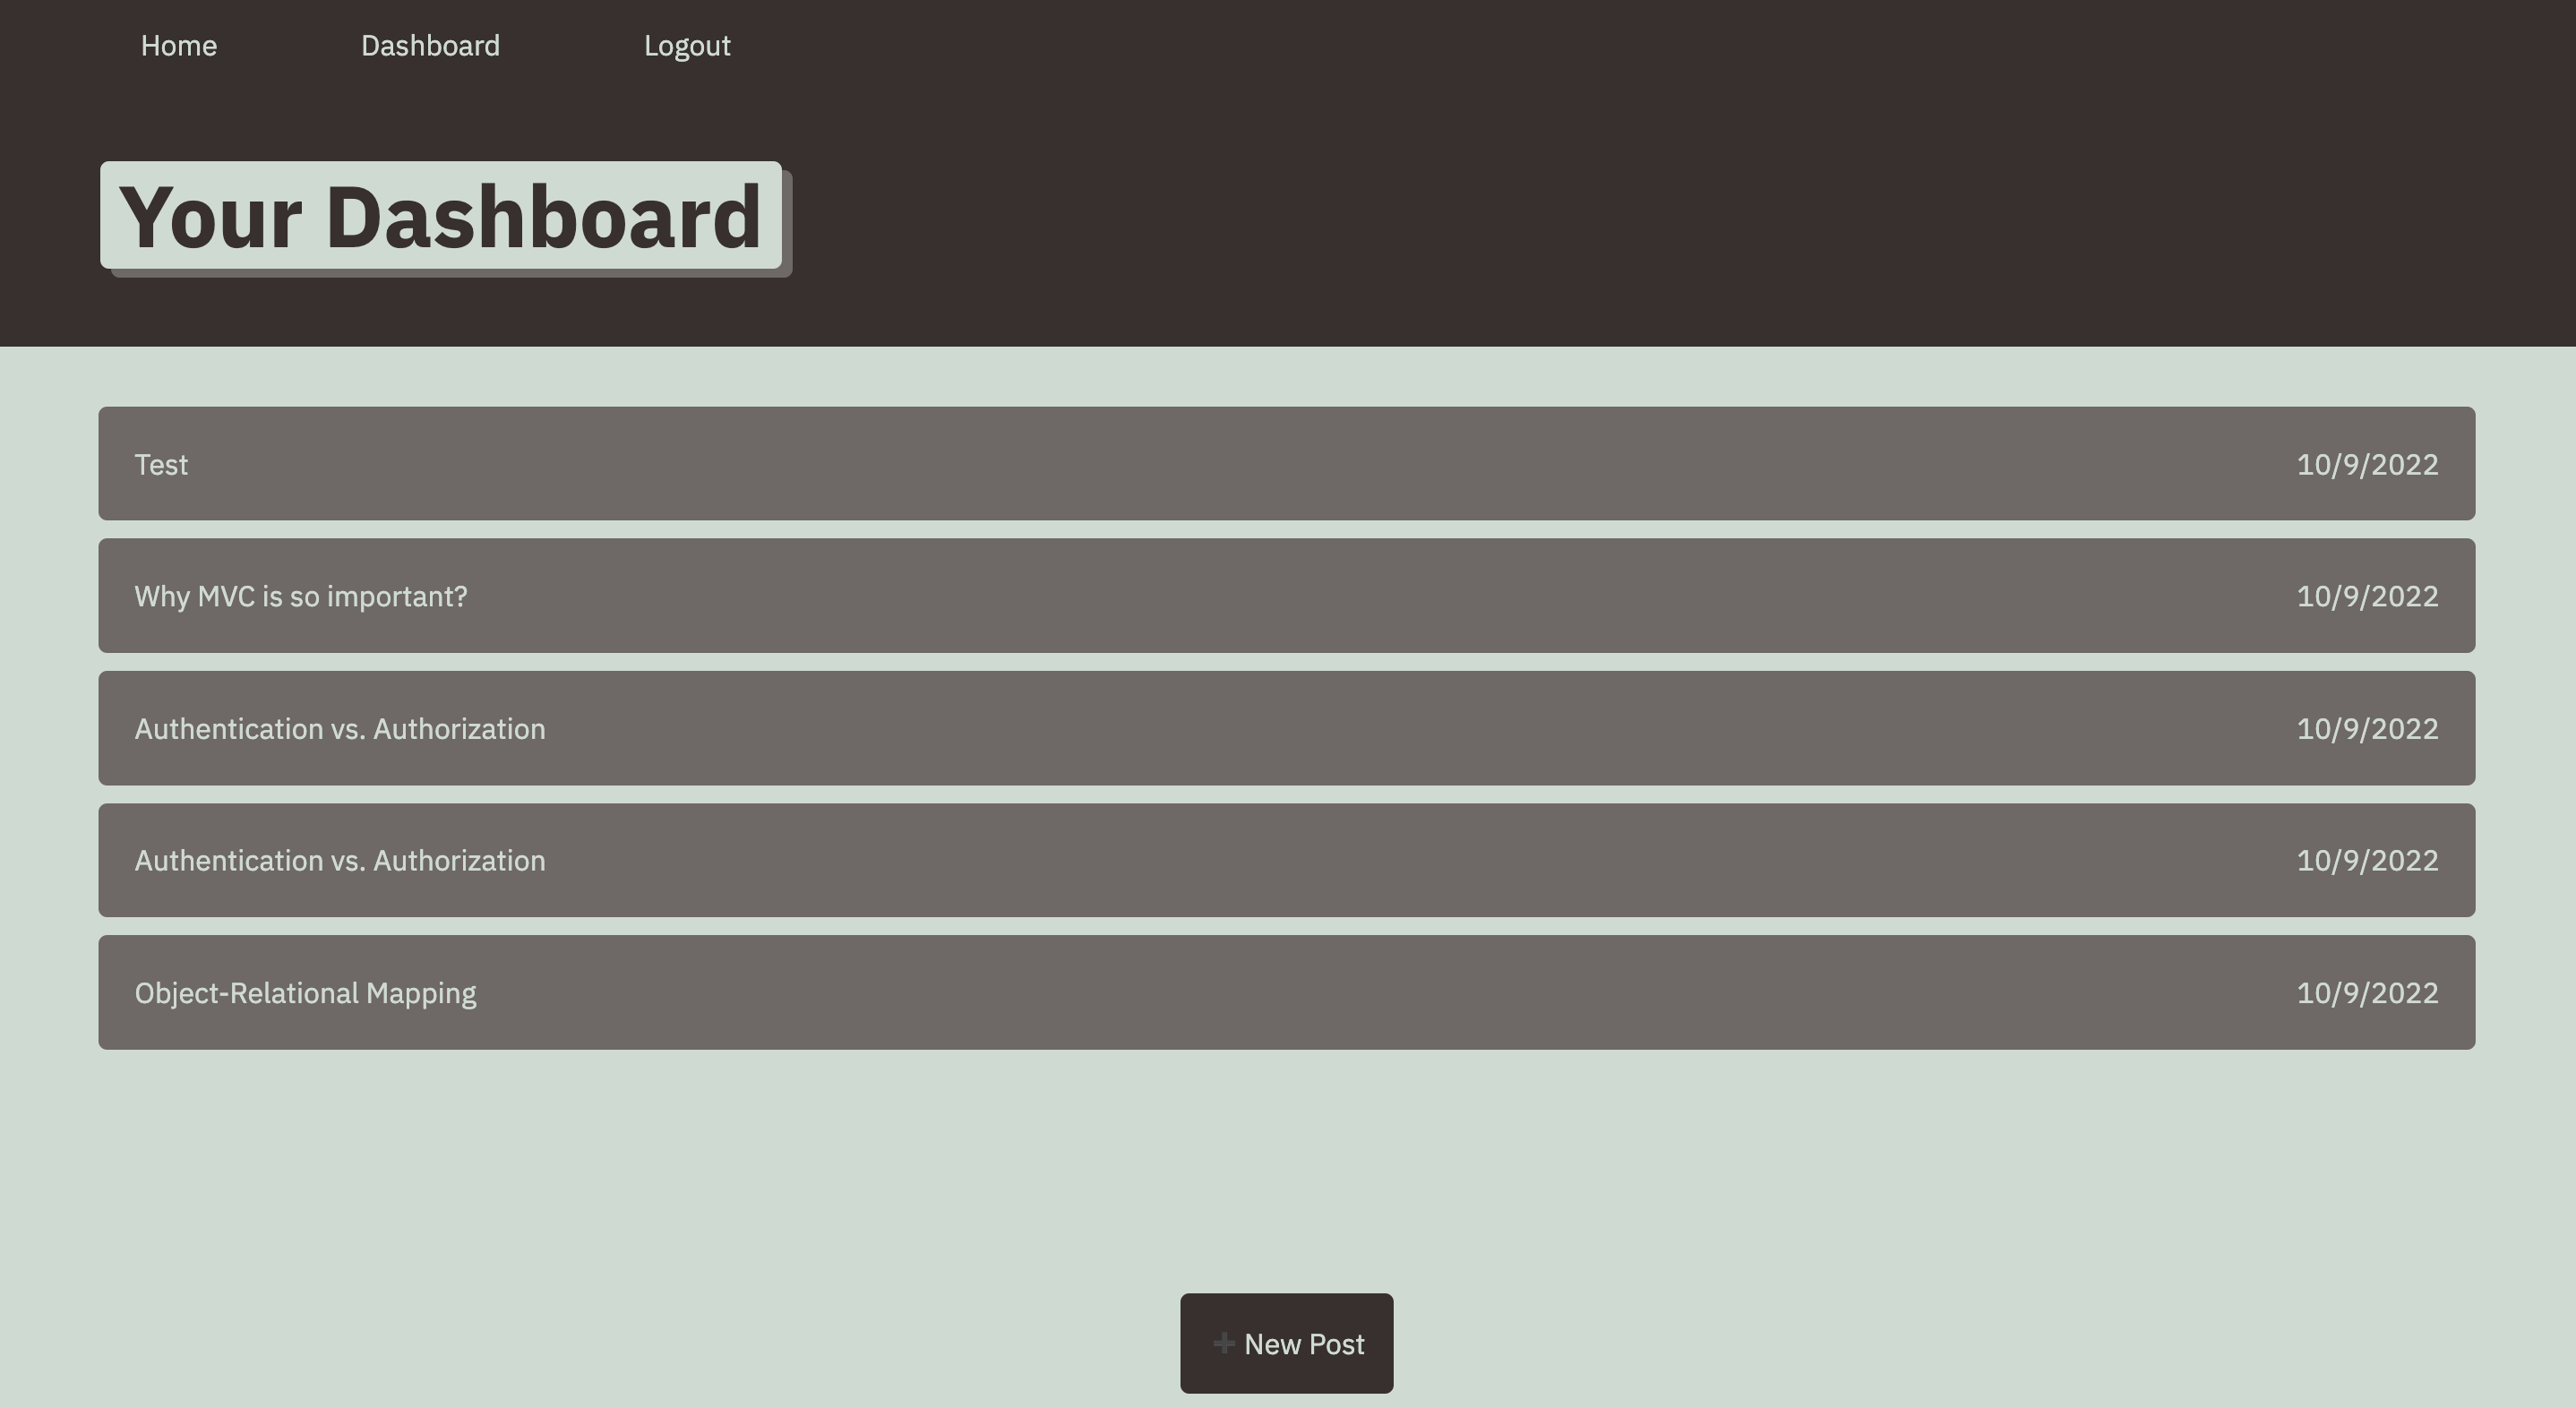 Home Dashboard Logout
Your Dashboard
Test 10/9/2022
Why MVC is so important? 10/9/2022
Authentication vs. Authorization 10/9/2022
Authentication vs. Authorization 10/9/2022
Object-Relational Mapping 10/9/2022
➕ New Post